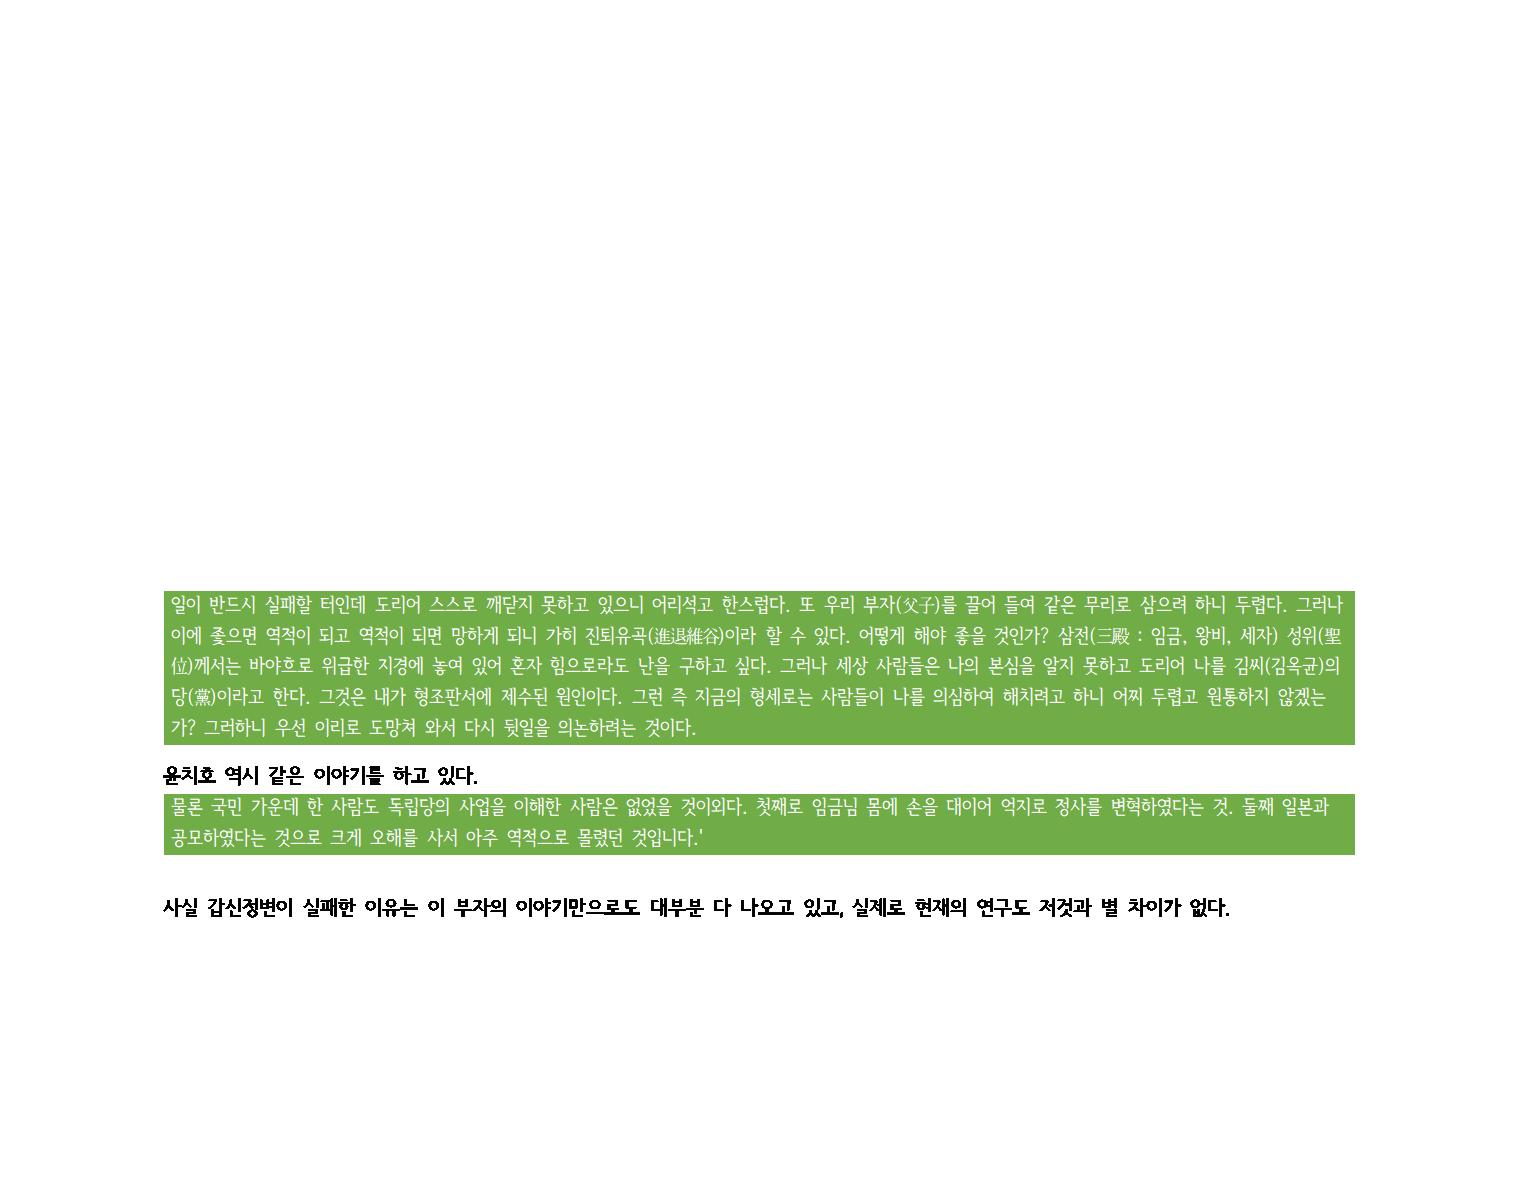 일이 반드시 실패할 터인데 도리어 스스로 깨닫지 못하고 있으니 어리석고 한스럽다. 또 우리 부자(父子)를 끌어 들여 같은 무리로 삼으려 하니 두렵다. 그러나
이에 좇으면 역적이 되고 역적이 되면 망하게 되니 가히 진퇴유곡(進退維谷)이라 할 수 있다. 어떻게 해야 좋을 것인가? 삼전(三殿 : 임금, 왕비, 세자) 성위(聖
位)께서는 바야흐로 위급한 지경에 놓여 있어 혼자 힘으로라도 난을 구하고 싶다. 그러나 세상 사람들은 나의 본심을 알지 못하고 도리어 나를 김씨(김옥균)의
당(黨)이라고 한다. 그것은 내가 형조판서에 제수된 원인이다. 그런 즉 지금의 형세로는 사람들이 나를 의심하여 해치려고 하니 어찌 두렵고 원통하지 않겠는
가? 그러하니 우선 이리로 도망쳐 와서 다시 뒷일을 의논하려는 것이다.
윤치호 역시 같은 이야기를 하고 있다.
물론 국민 가운데 한 사람도 독립당의 사업을 이해한 사람은 없었을 것이외다. 첫째로 임금님 몸에 손을 대이어 억지로 정사를 변혁하였다는 것. 둘째 일본과
공모하였다는 것으로 크게 오해를 사서 아주 역적으로 몰렸던 것입니다.'
사실 갑신정변이 실패한 이유는 이 부자의 이야기만으로도 대부분 다 나오고 있고, 실제로 현재의 연구도 저것과 별 차이가 없다.